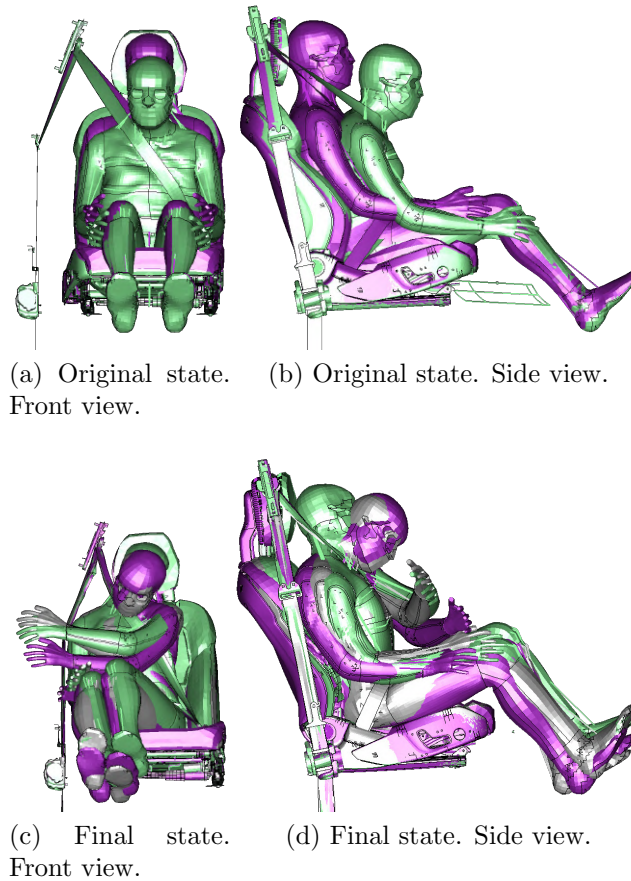 (a) Original state.
Front view.
(b) Original state. Side view.
(c) Final state.
Front view.
(d) Final state. Side view.